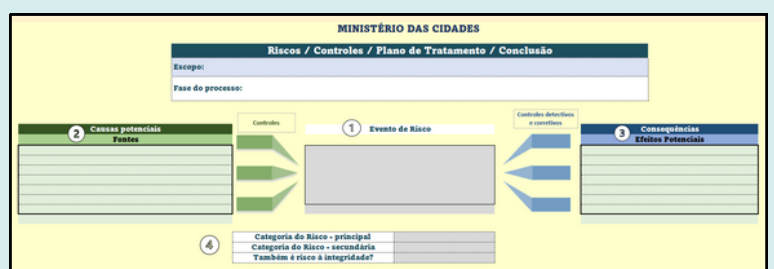 MINISTÉRIO DAS CIDADES
Riscos / Controles / Plano de Tratamento / Conclusão
Escopo:
Fase do processo:
2 Causas potenciais
Fontes
Controles
1 Evento de Risco
Controles detectivos
e corretivos
3 Consequências
Efeitos Potenciais
4
Categoria do Risco - principal
Categoria do Risco - secundária
Também é risco à integridade?